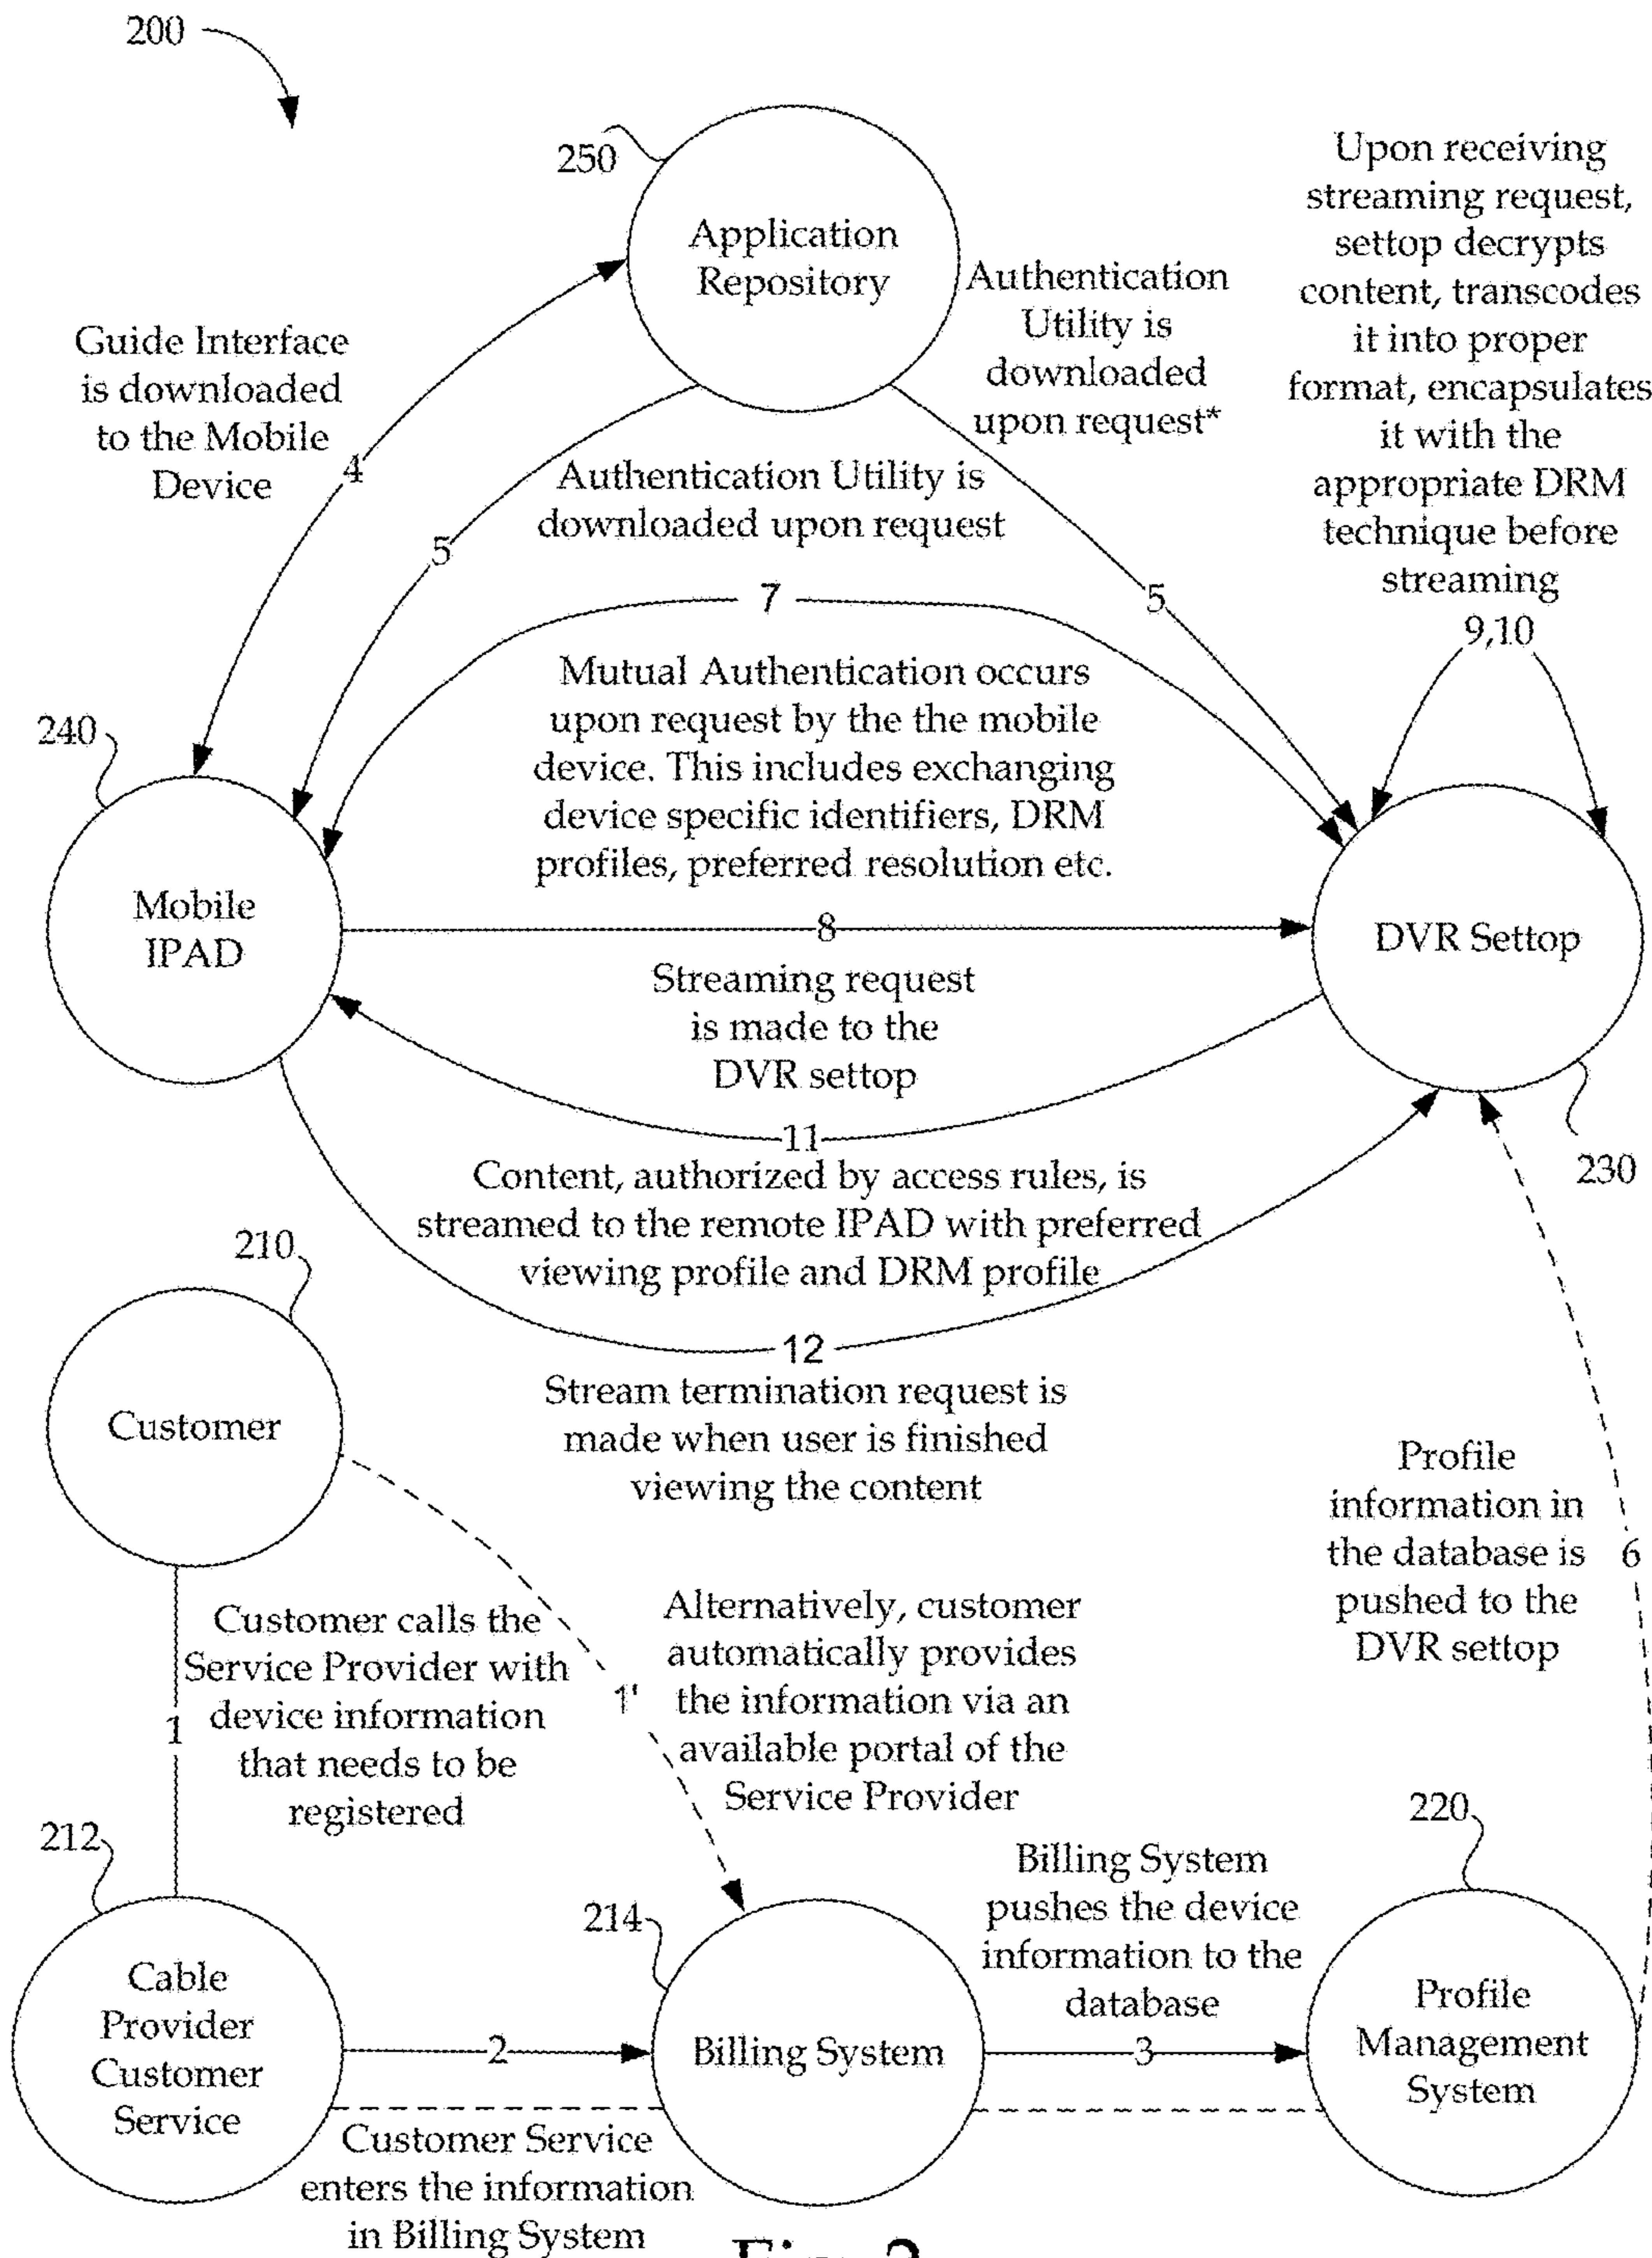 200
250
Application
Repository
Upon receiving
streaming request,
settop decrypts
content, transcodes
it into proper
format, encapsulates
it with the
appropriate DRM
technique before
streaming
9,10
Authentication
Utility is
downloaded
upon request*
Guide Interface
is downloaded
to the Mobile
Device
4
Authentication Utility is
downloaded upon request
5
5
7
Mutual Authentication occurs
upon request by the the mobile
device. This includes exchanging
device specific identifiers, DRM
profiles, preferred resolution etc.
240
Mobile
IPAD
8
DVR Settop
Streaming request
is made to the
DVR settop
11
230
Content, authorized by access rules, is
streamed to the remote IPAD with preferred
viewing profile and DRM profile
210
Customer
12
Stream termination request is
made when user is finished
viewing the content
Profile
information in
the database is
pushed to the
DVR settop
6
Customer calls the
Service Provider with
device information
that needs to be
registered
1
1'
Alternatively, customer
automatically provides
the information via an
available portal of the
Service Provider
212
Cable
Provider
Customer
Service
2
214
Billing System
Billing System
pushes the device
information to the
database
3
220
Profile
Management
System
Customer Service
enters the information
in Billing System